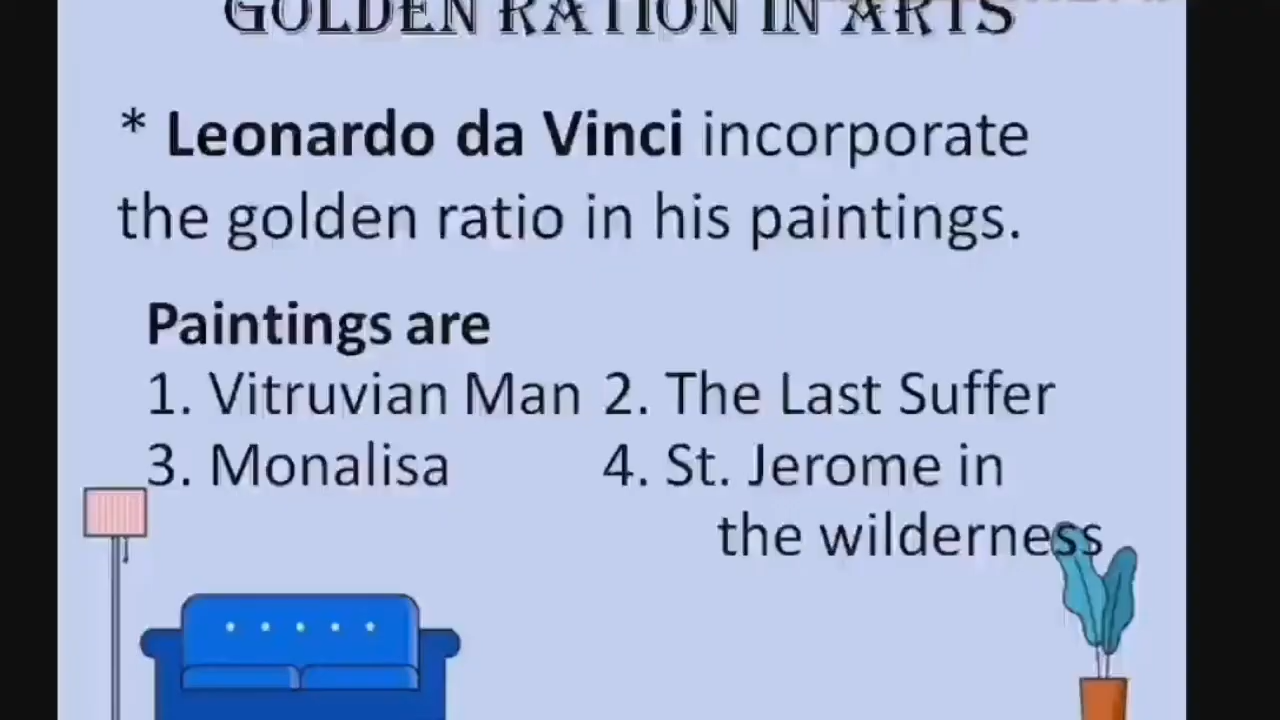 GOLDEN RATION IN ARTS
* Leonardo da Vinci incorporate
the golden ratio in his paintings.
Paintings are
1. Vitruvian Man 2. The Last Suffer
3. Monalisa 4. St. Jerome in
the wilderness